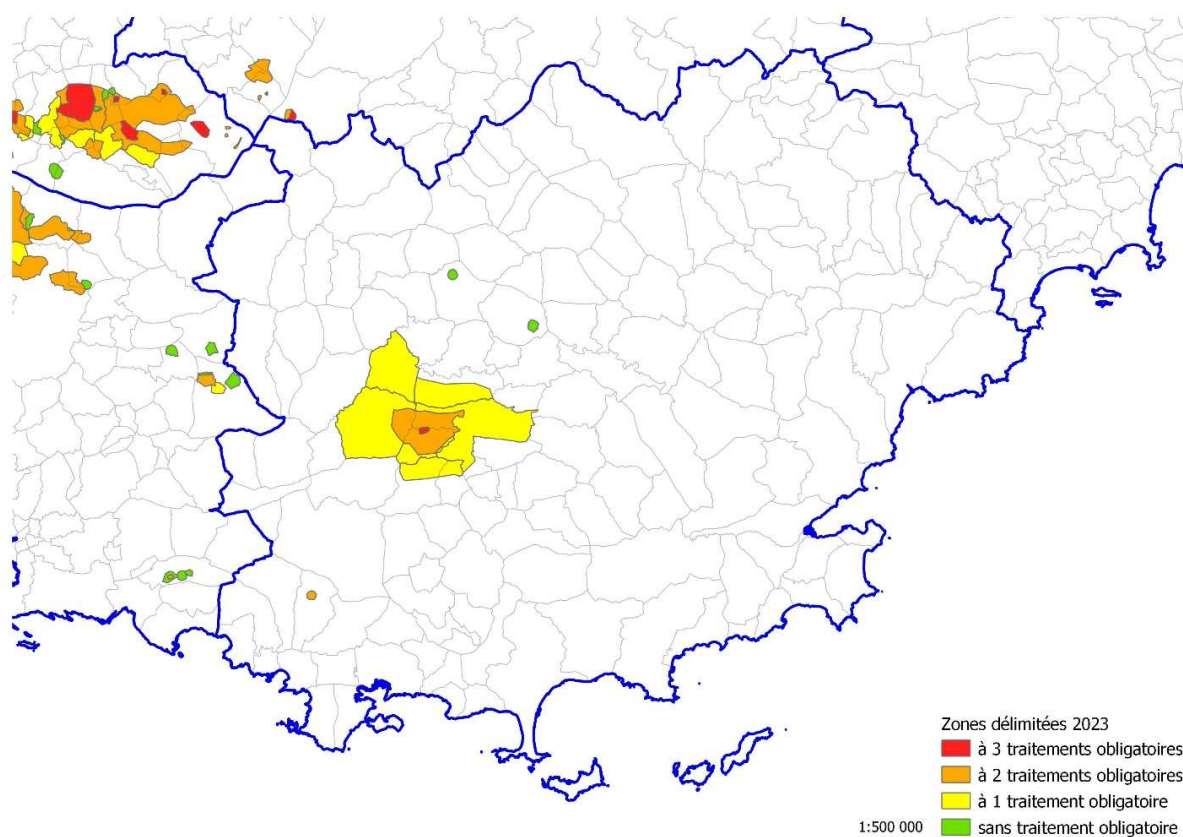 Zones délimitées 2023
à 3 traitements obligatoires
à 2 traitements obligatoires
à 1 traitement obligatoire
sans traitement obligatoire
1:500 000